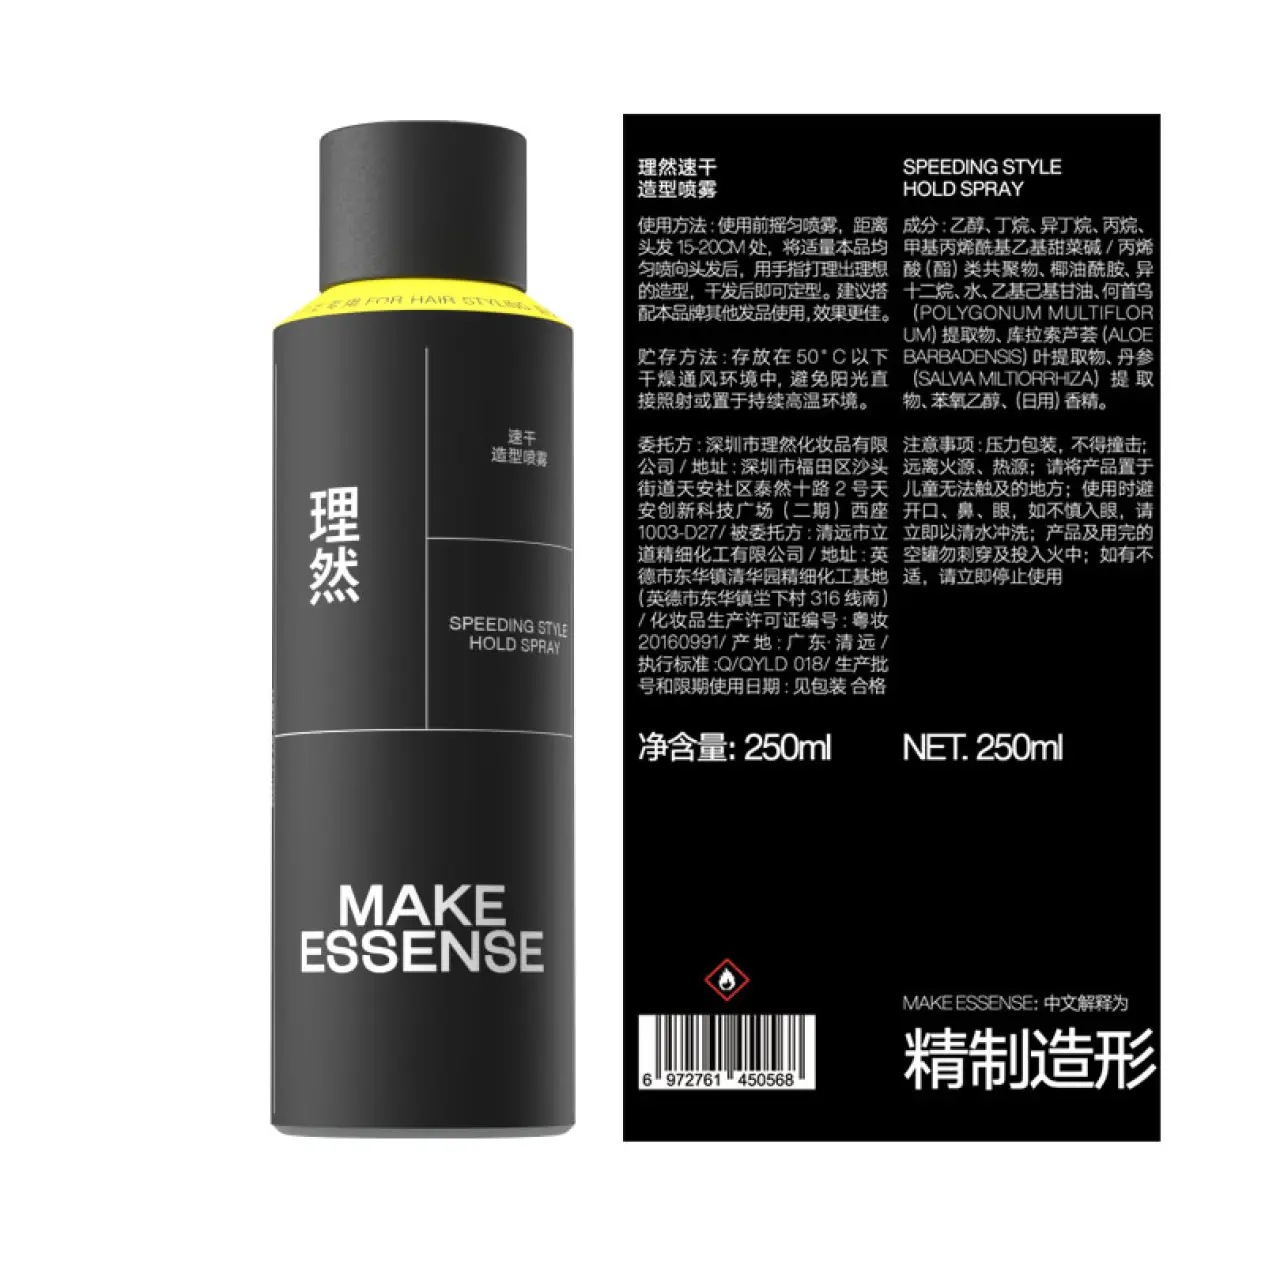 FOR HAIR STYLING
速干
造型喷雾
理
然
SPEEDING STYLE
HOLD SPRAY
MAKE
ESSENSE
理然速干
造型喷雾
使用方法：使用前摇匀喷雾，距离
头发 15-20CM 处，将适量本品均
匀喷向头发后，用手指打理出理想
的造型，干发后即可定型。建议搭
配本品牌其他发品使用，效果更佳。
贮存方法：存放在 50°C 以下
干燥通风环境中，避免阳光直
接照射或置于持续高温环境。
委托方：深圳市理然化妆品有限
公司 / 地址：深圳市福田区沙头
街道天安社区泰然十路 2 号天
安创新科技广场（二期）西座
1003-D27/ 被委托方：清远市立
道精细化工有限公司 / 地址：英
德市东华镇清华园精细化工基地
（英德市东华镇坣下村 316 线南）
/ 化妆品生产许可证编号：粤妆
20160991/ 产地：广东·清远 /
执行标准:Q/QYLD 018/ 生产批
号和限期使用日期：见包装 合格
净含量: 250ml
SPEEDING STYLE
HOLD SPRAY
成分：乙醇、丁烷、异丁烷、丙烷、
甲基丙烯酰基乙基甜菜碱 / 丙烯
酸（酯）类共聚物、椰油酰胺、异
十二烷、水、乙基己基甘油、何首乌
（POLYGONUM MULTIFLOR
UM）提取物、库拉索芦荟（ALOE
BARBADENSIS）叶提取物、丹参
（SALVIA MILTIORRHIZA）提取
物、苯氧乙醇、（日用）香精。
注意事项：压力包装，不得撞击；
远离火源、热源；请将产品置于
儿童无法触及的地方；使用时避
开口、鼻、眼，如不慎入眼，请
立即以清水冲洗；产品及用完的
空罐勿刺穿及投入火中；如有不
适，请立即停止使用
NET. 250ml
6 972761 450568
MAKE ESSENSE：中文解释为
精制造形